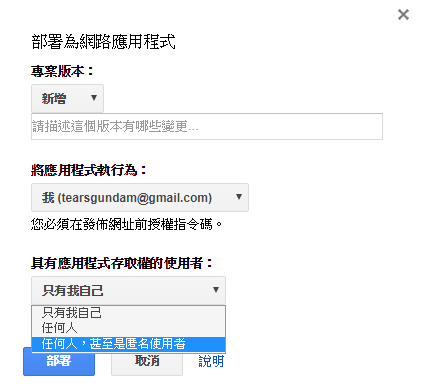 部署為網路應用程式
專案版本：
新增
請描述這個版本有哪些變更...
將應用程式執行為：
我 (tearsgundam@gmail.com)
您必須在發佈網址前授權指令碼。
具有應用程式存取權的使用者：
只有我自己
只有我自己
任何人
任何人，甚至是匿名使用者
部署 取消 說明